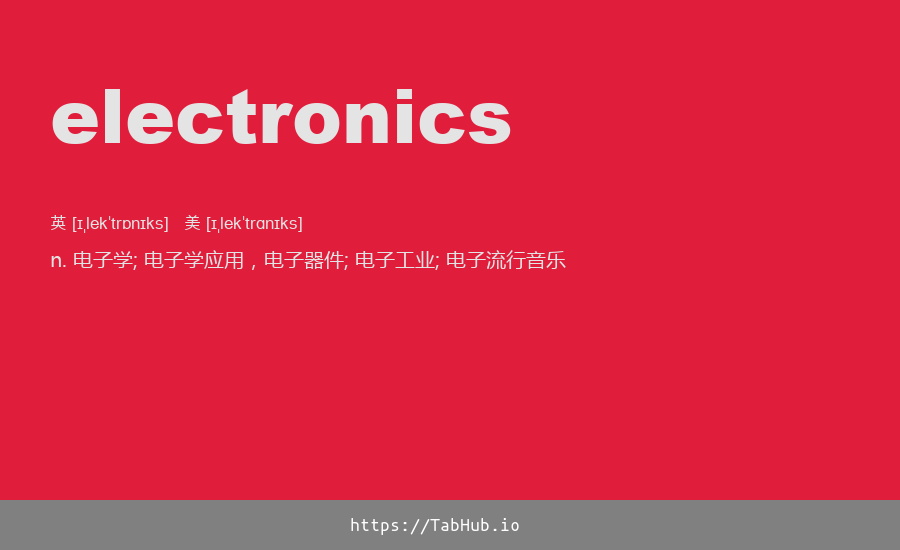 electronics
英 [ɪˌlekˈtrɒnɪks] 美 [ɪˌlekˈtrɑnɪks]
n. 电子学; 电子学应用，电子器件; 电子工业; 电子流行音乐
https://TabHub.io